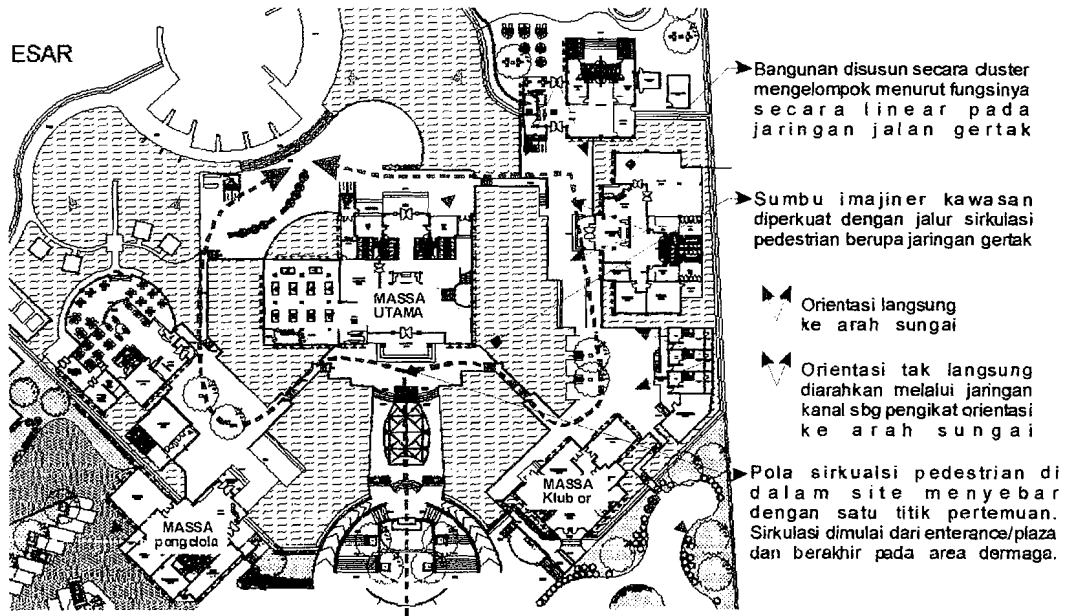 ESAR
Bangunan disusun secara cluster
mengelompok menurut fungsinya
secara linear pada
jaringan jalan gertak
Sumbu imajiner kawasan
diperkuat dengan jalur sirkulasi
pedestrian berupa jaringan gertak
Orientasi langsung
ke arah sungai
Orientasi tak langsung
diarahkan melalui jaringan
kanal sbg pengikat orientasi
ke arah sungai
Pola sirkualsi pedestrian di
dalam site menyebar
dengan satu titik pertemuan.
Sirkulasi dimulai dari enterance/plaza
dan berakhir pada area dermaga.
MASSA
UTAMA
MASSA
Klub or
MASSA
pengelola